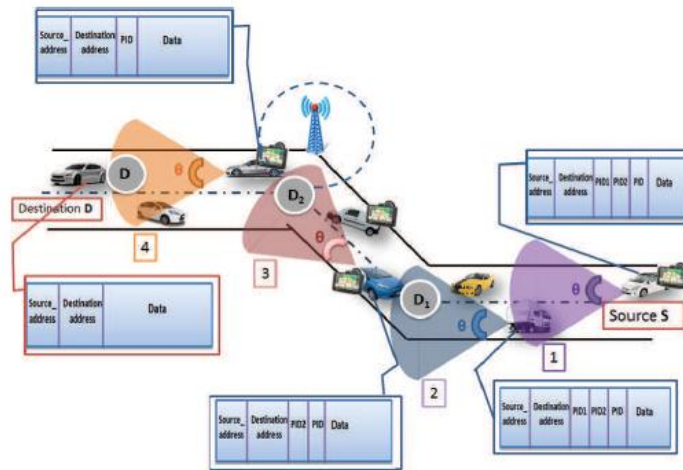 Source_
address
Destination
address
PID
Data
θ
D
Destination D
4
D₂
θ
3
Source_
address
Destination
address
PID1
PID2
PID
Data
θ
Source S
1
D₁
θ
2
Source_
address
Destination
address
Data
Source_
address
Destination
address
PID2
PID
Data
Source_
address
Destination
address
PID1
PID2
PID
Data